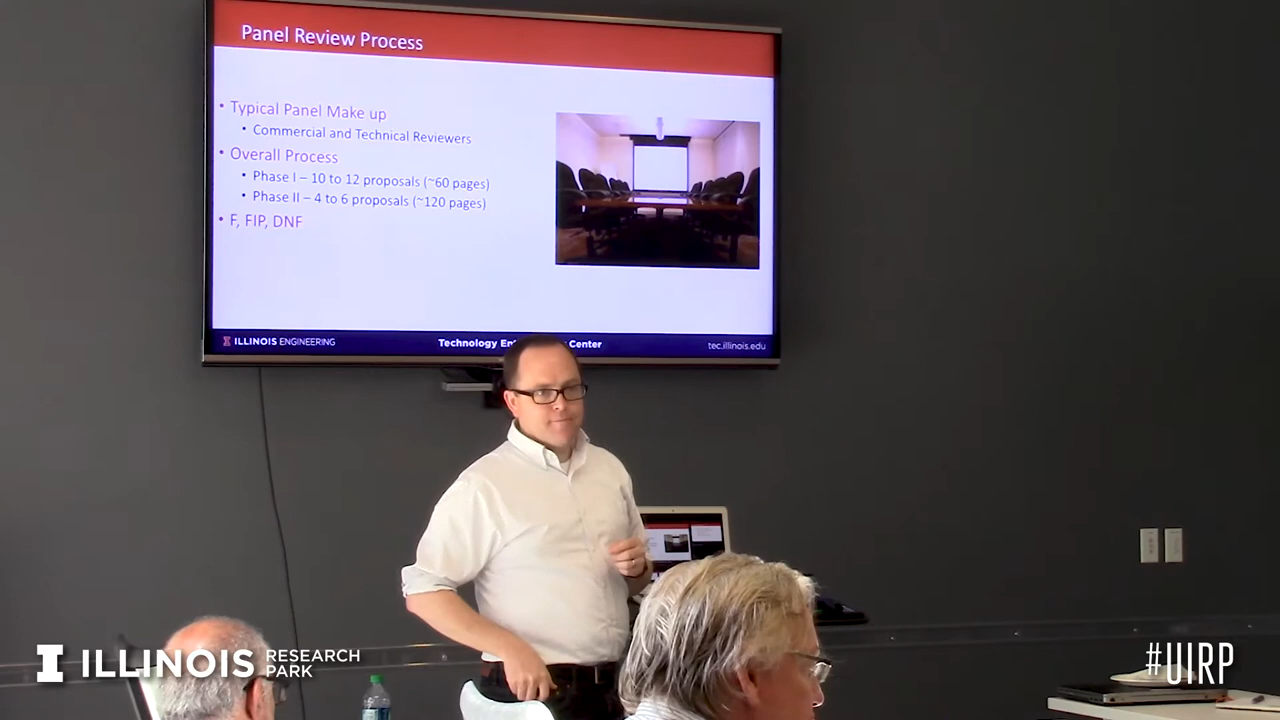 Panel Review Process
• Typical Panel Make up
• Commercial and Technical Reviewers
• Overall Process
• Phase I – 10 to 12 proposals (~60 pages)
• Phase II – 4 to 6 proposals (~120 pages)
• F, FIP, DNF
I ILLINOIS ENGINEERING
Technology Center
tec.illinois.edu
I ILLINOIS RESEARCH
PARK
#UIRP